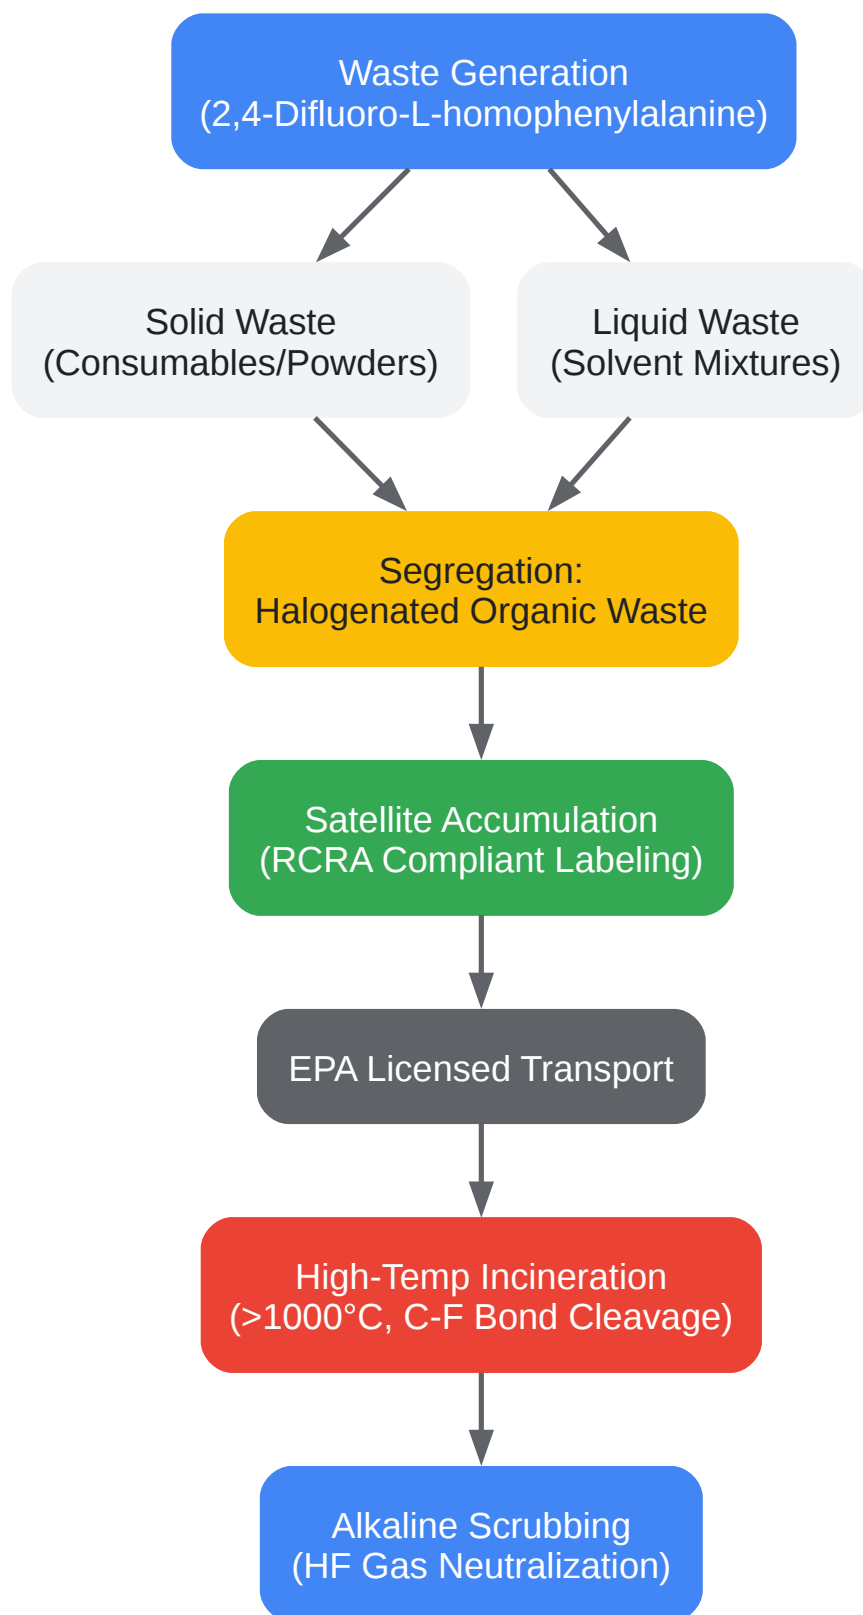 Waste Generation
(2,4-Difluoro-L-homophenylalanine)
Solid Waste
(Consumables/Powders)
Liquid Waste
(Solvent Mixtures)
Segregation:
Halogenated Organic Waste
Satellite Accumulation
(RCRA Compliant Labeling)
EPA Licensed Transport
High-Temp Incineration
(>1000°C, C-F Bond Cleavage)
Alkaline Scrubbing
(HF Gas Neutralization)